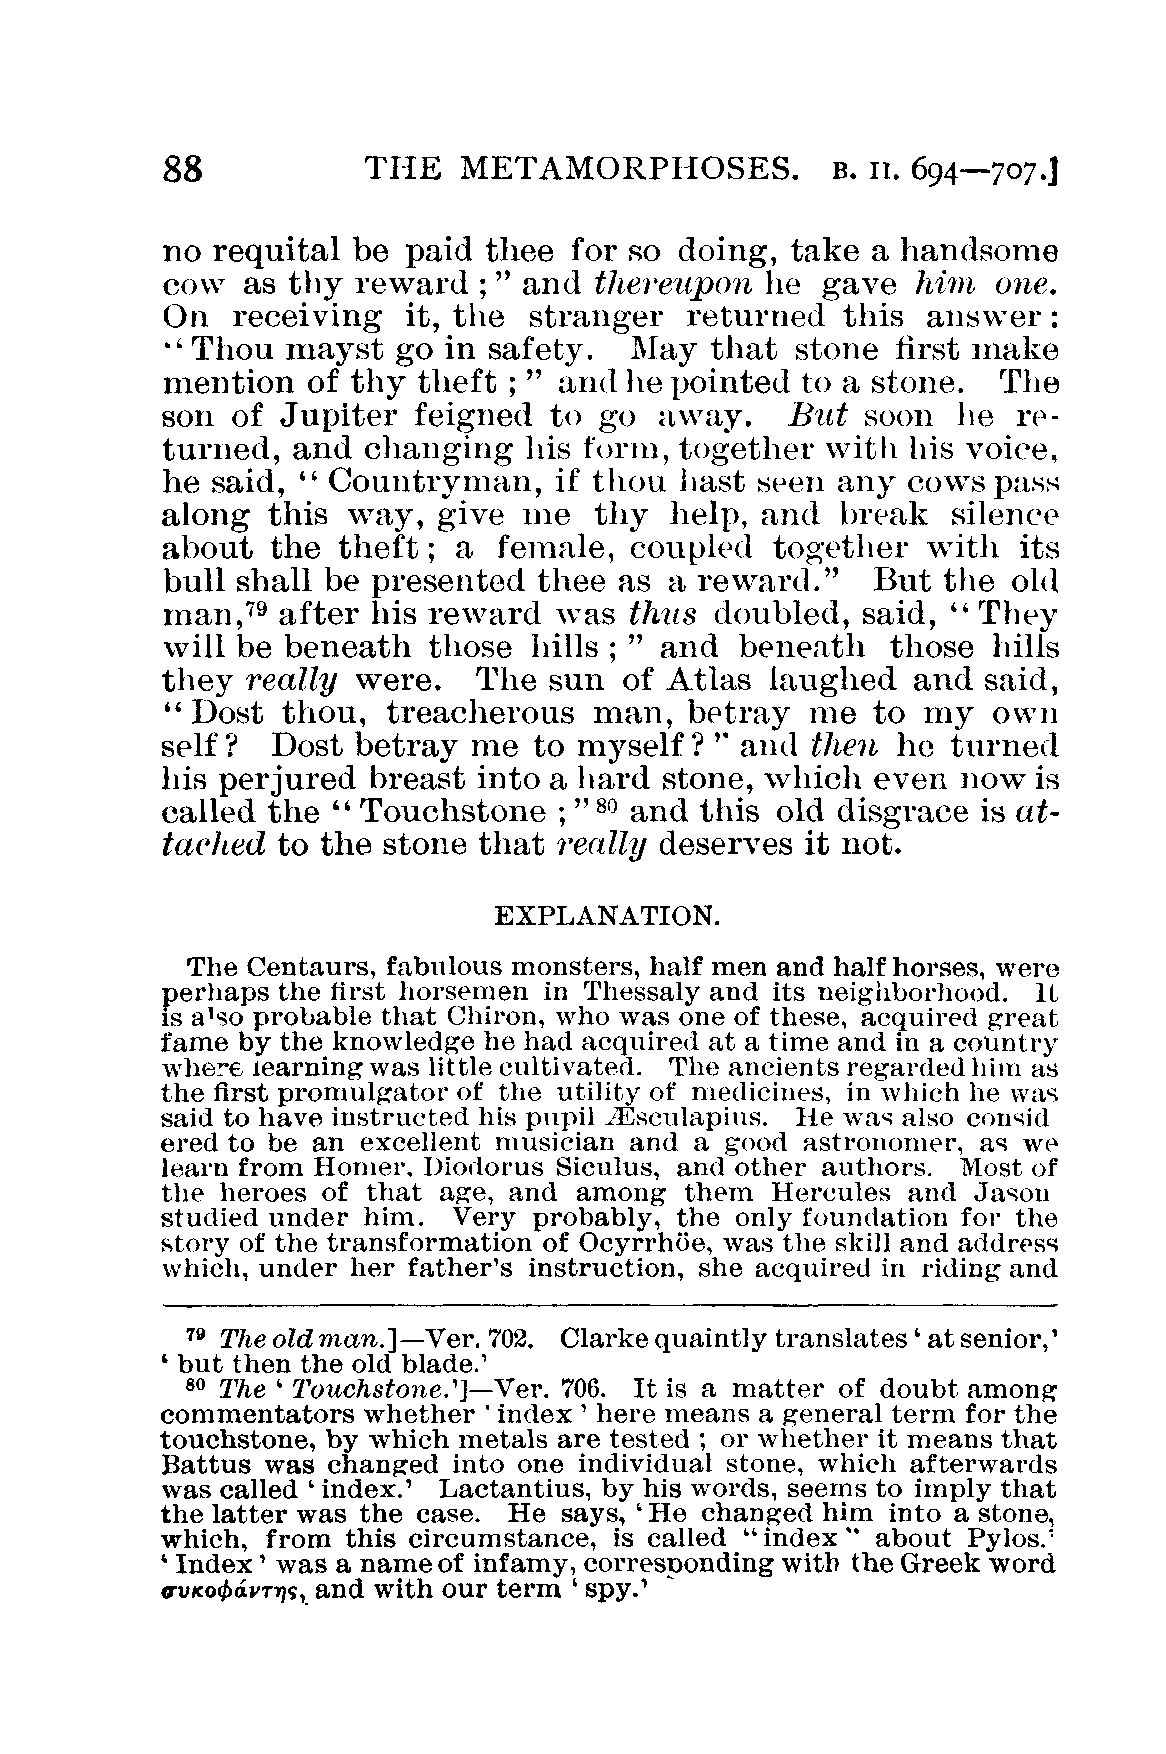 88 THE METAMORPHOSES. B. II. 694—707.]
no requital be paid thee for so doing, take a handsome
cow as thy reward ;” and thereupon he gave him one.
On receiving it, the stranger returned this answer :
“ Thou mayst go in safety. May that stone first make
mention of thy theft ; ” and he pointed to a stone. The
son of Jupiter feigned to go away. But soon he re-
turned, and changing his form, together with his voice,
he said, “ Countryman, if thou hast seen any cows pass
along this way, give me thy help, and break silence
about the theft ; a female, coupled together with its
bull shall be presented thee as a reward.” But the old
man,⁷⁹ after his reward was thus doubled, said, “ They
will be beneath those hills ; ” and beneath those hills
they really were. The sun of Atlas laughed and said,
“ Dost thou, treacherous man, betray me to my own
self ? Dost betray me to myself ? ” and then he turned
his perjured breast into a hard stone, which even now is
called the “ Touchstone ; ” ⁸⁰ and this old disgrace is at-
tached to the stone that really deserves it not.
EXPLANATION.
The Centaurs, fabulous monsters, half men and half horses, were
perhaps the first horsemen in Thessaly and its neighborhood. It
is also probable that Chiron, who was one of these, acquired great
fame by the knowledge he had acquired at a time and in a country
where learning was little cultivated. The ancients regarded him as
the first promulgator of the utility of medicines, in which he was
said to have instructed his pupil Æsculapius. He was also consid
ered to be an excellent musician and a good astronomer, as we
learn from Homer, Diodorus Siculus, and other authors. Most of
the heroes of that age, and among them Hercules and Jason
studied under him. Very probably, the only foundation for the
story of the transformation of Ocyrrhöe, was the skill and address
which, under her father's instruction, she acquired in riding and
⁷⁹ The old man.]—Ver. 702. Clarke quaintly translates ‘ at senior,’
‘ but then the old blade.’
⁸⁰ The ‘ Touchstone.’]—Ver. 706. It is a matter of doubt among
commentators whether ‘ index ’ here means a general term for the
touchstone, by which metals are tested ; or whether it means that
Battus was changed into one individual stone, which afterwards
was called ‘ index.’ Lactantius, by his words, seems to imply that
the latter was the case. He says, ‘ He changed him into a stone,
which, from this circumstance, is called “ index ” about Pylos.’
‘ Index ’ was a name of infamy, corresponding with the Greek word
συκοφάντης, and with our term ‘ spy.’